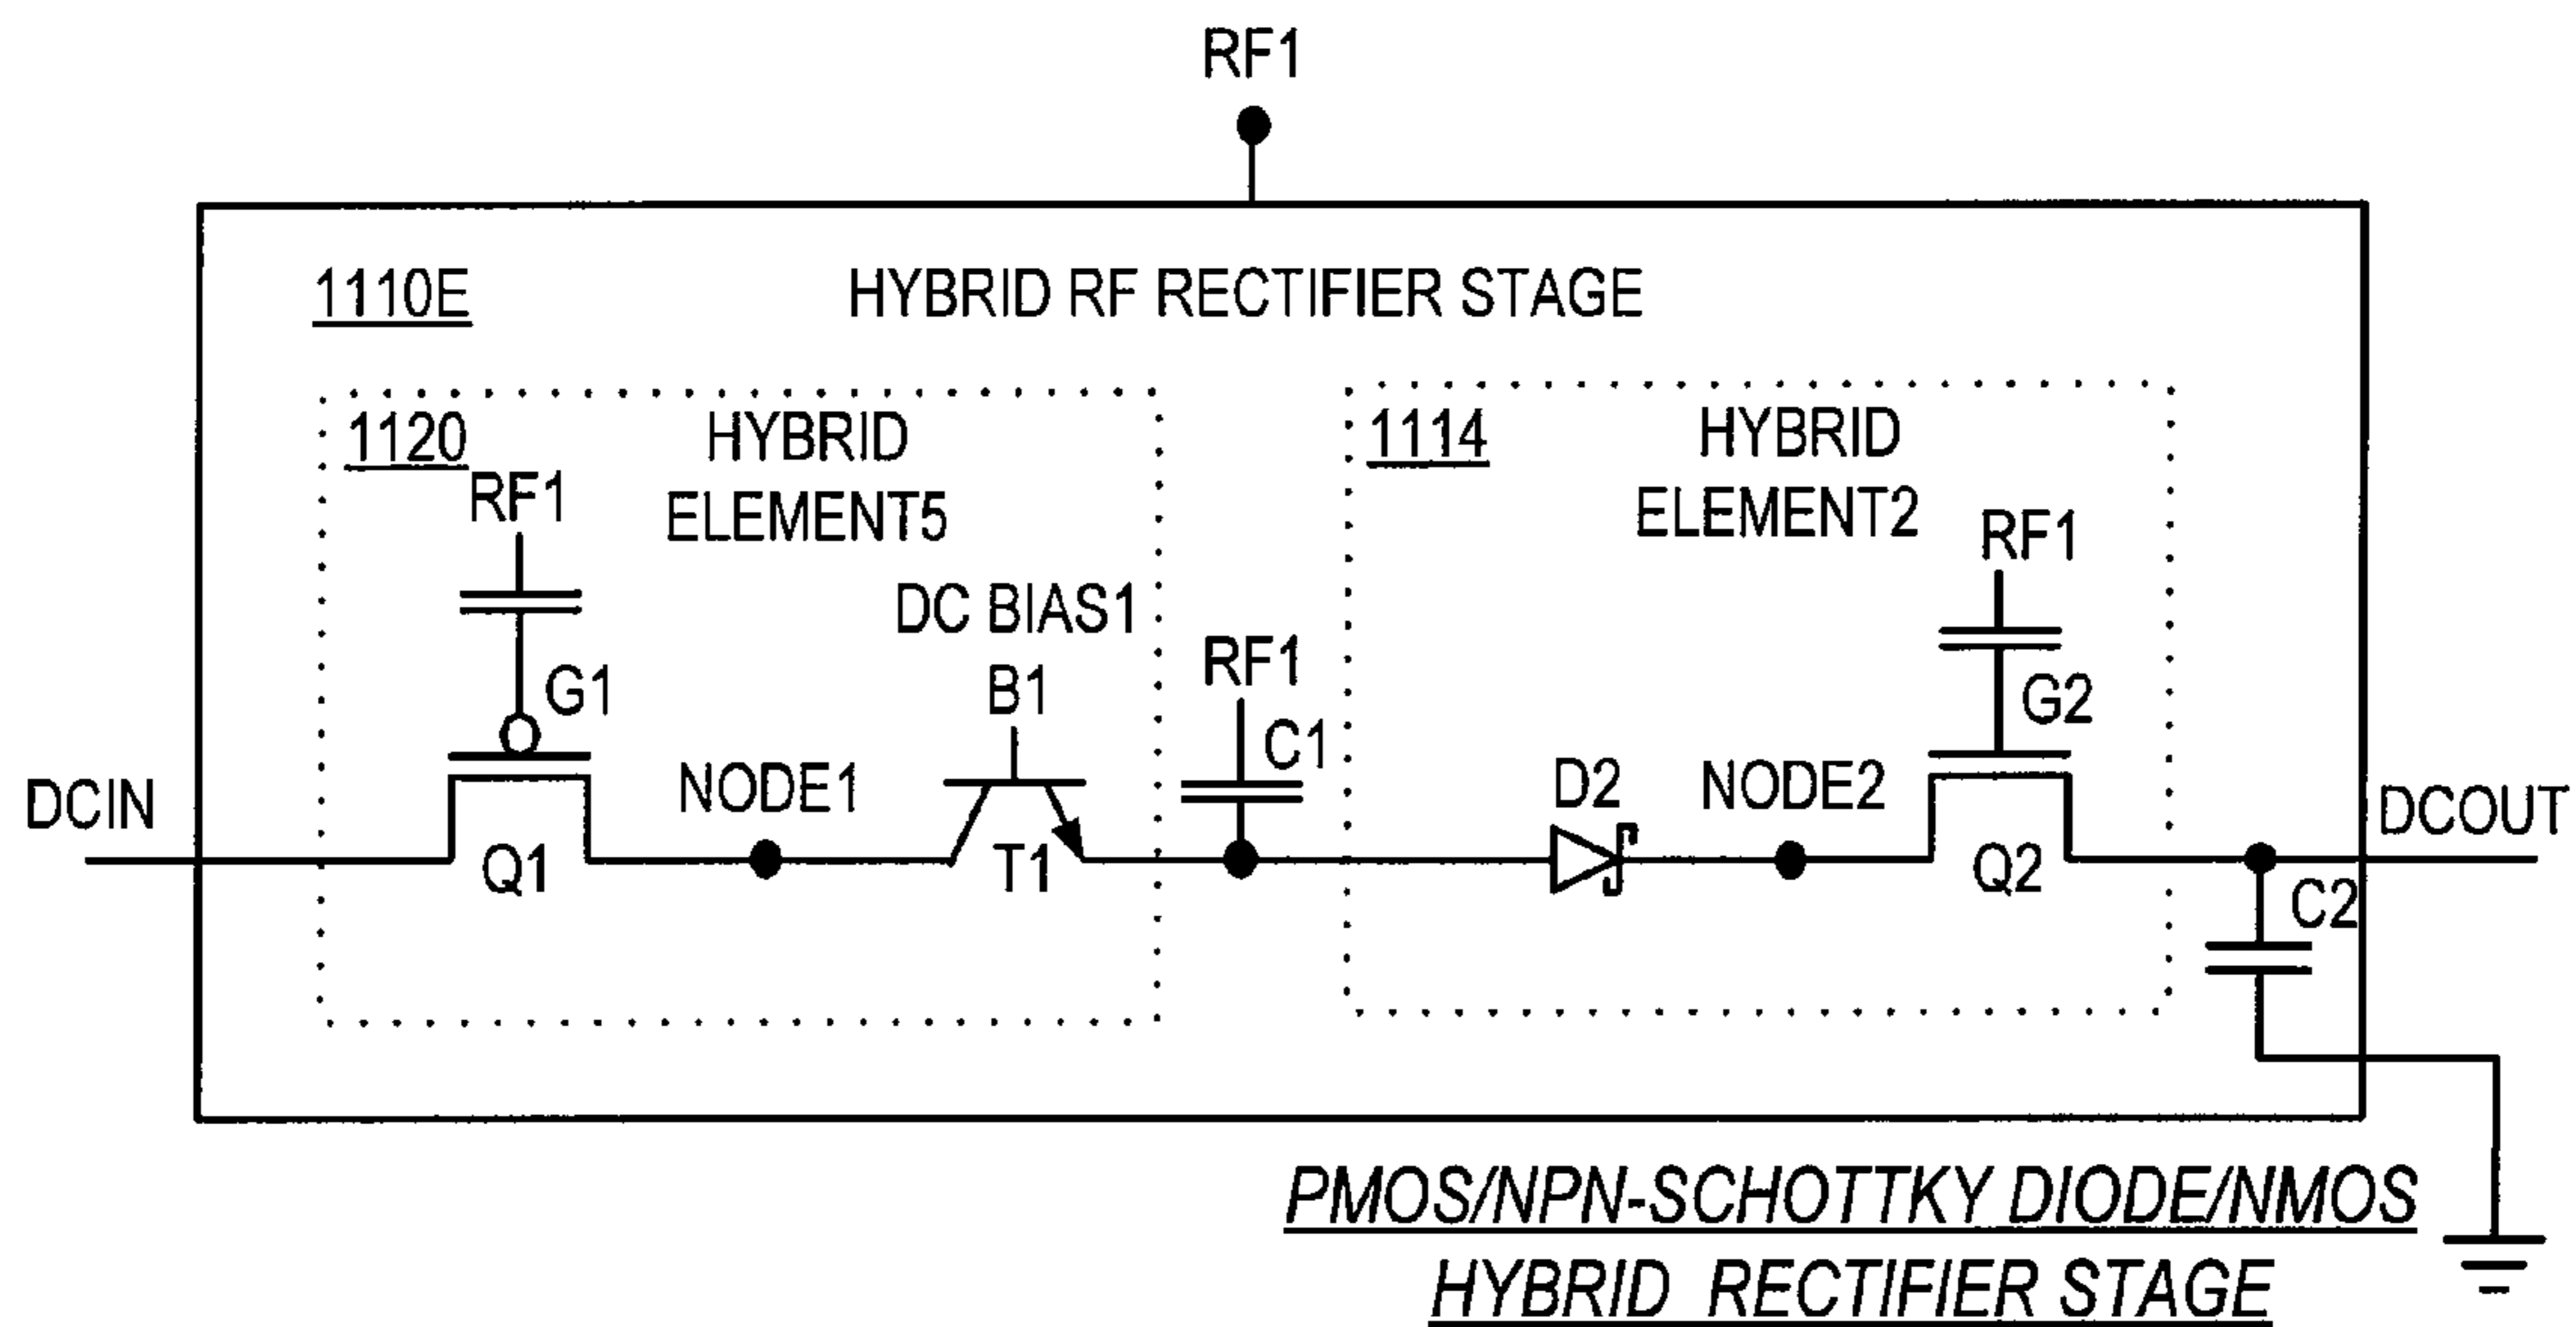 RF1
1110E HYBRID RF RECTIFIER STAGE
1120 HYBRID
ELEMENT5
RF1
G1
DC BIAS1
B1
DCIN
Q1
NODE1
T1
RF1
C1
1114 HYBRID
ELEMENT2
RF1
G2
D2
NODE2
Q2
DCOUT
C2
PMOS/NPN-SCHOTTKY DIODE/NMOS
HYBRID RECTIFIER STAGE